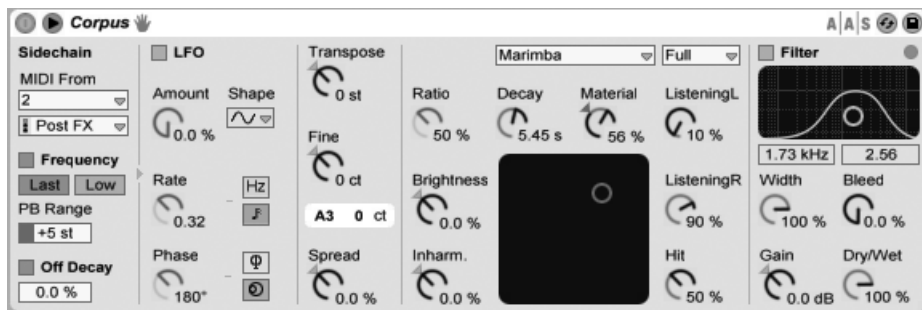 Corpus
A|A|S
Sidechain
MIDI From
2
Post FX
Frequency
Last Low
PB Range
+5 st
Off Decay
0.0 %
LFO
Amount Shape
0.0 %
Rate
0.32
Hz
Phase
180°
Φ
Transpose
0 st
Fine
0 ct
A3 0 ct
Spread
0.0 %
Marimba Full
Ratio Decay Material ListeningL
50 % 5.45 s 56 % 10 %
Brightness
0.0 %
Inharm.
0.0 %
ListeningR
90 %
Hit
50 %
Filter
1.73 kHz 2.56
Width Bleed
100 % 0.0 %
Gain Dry/Wet
0.0 dB 100 %